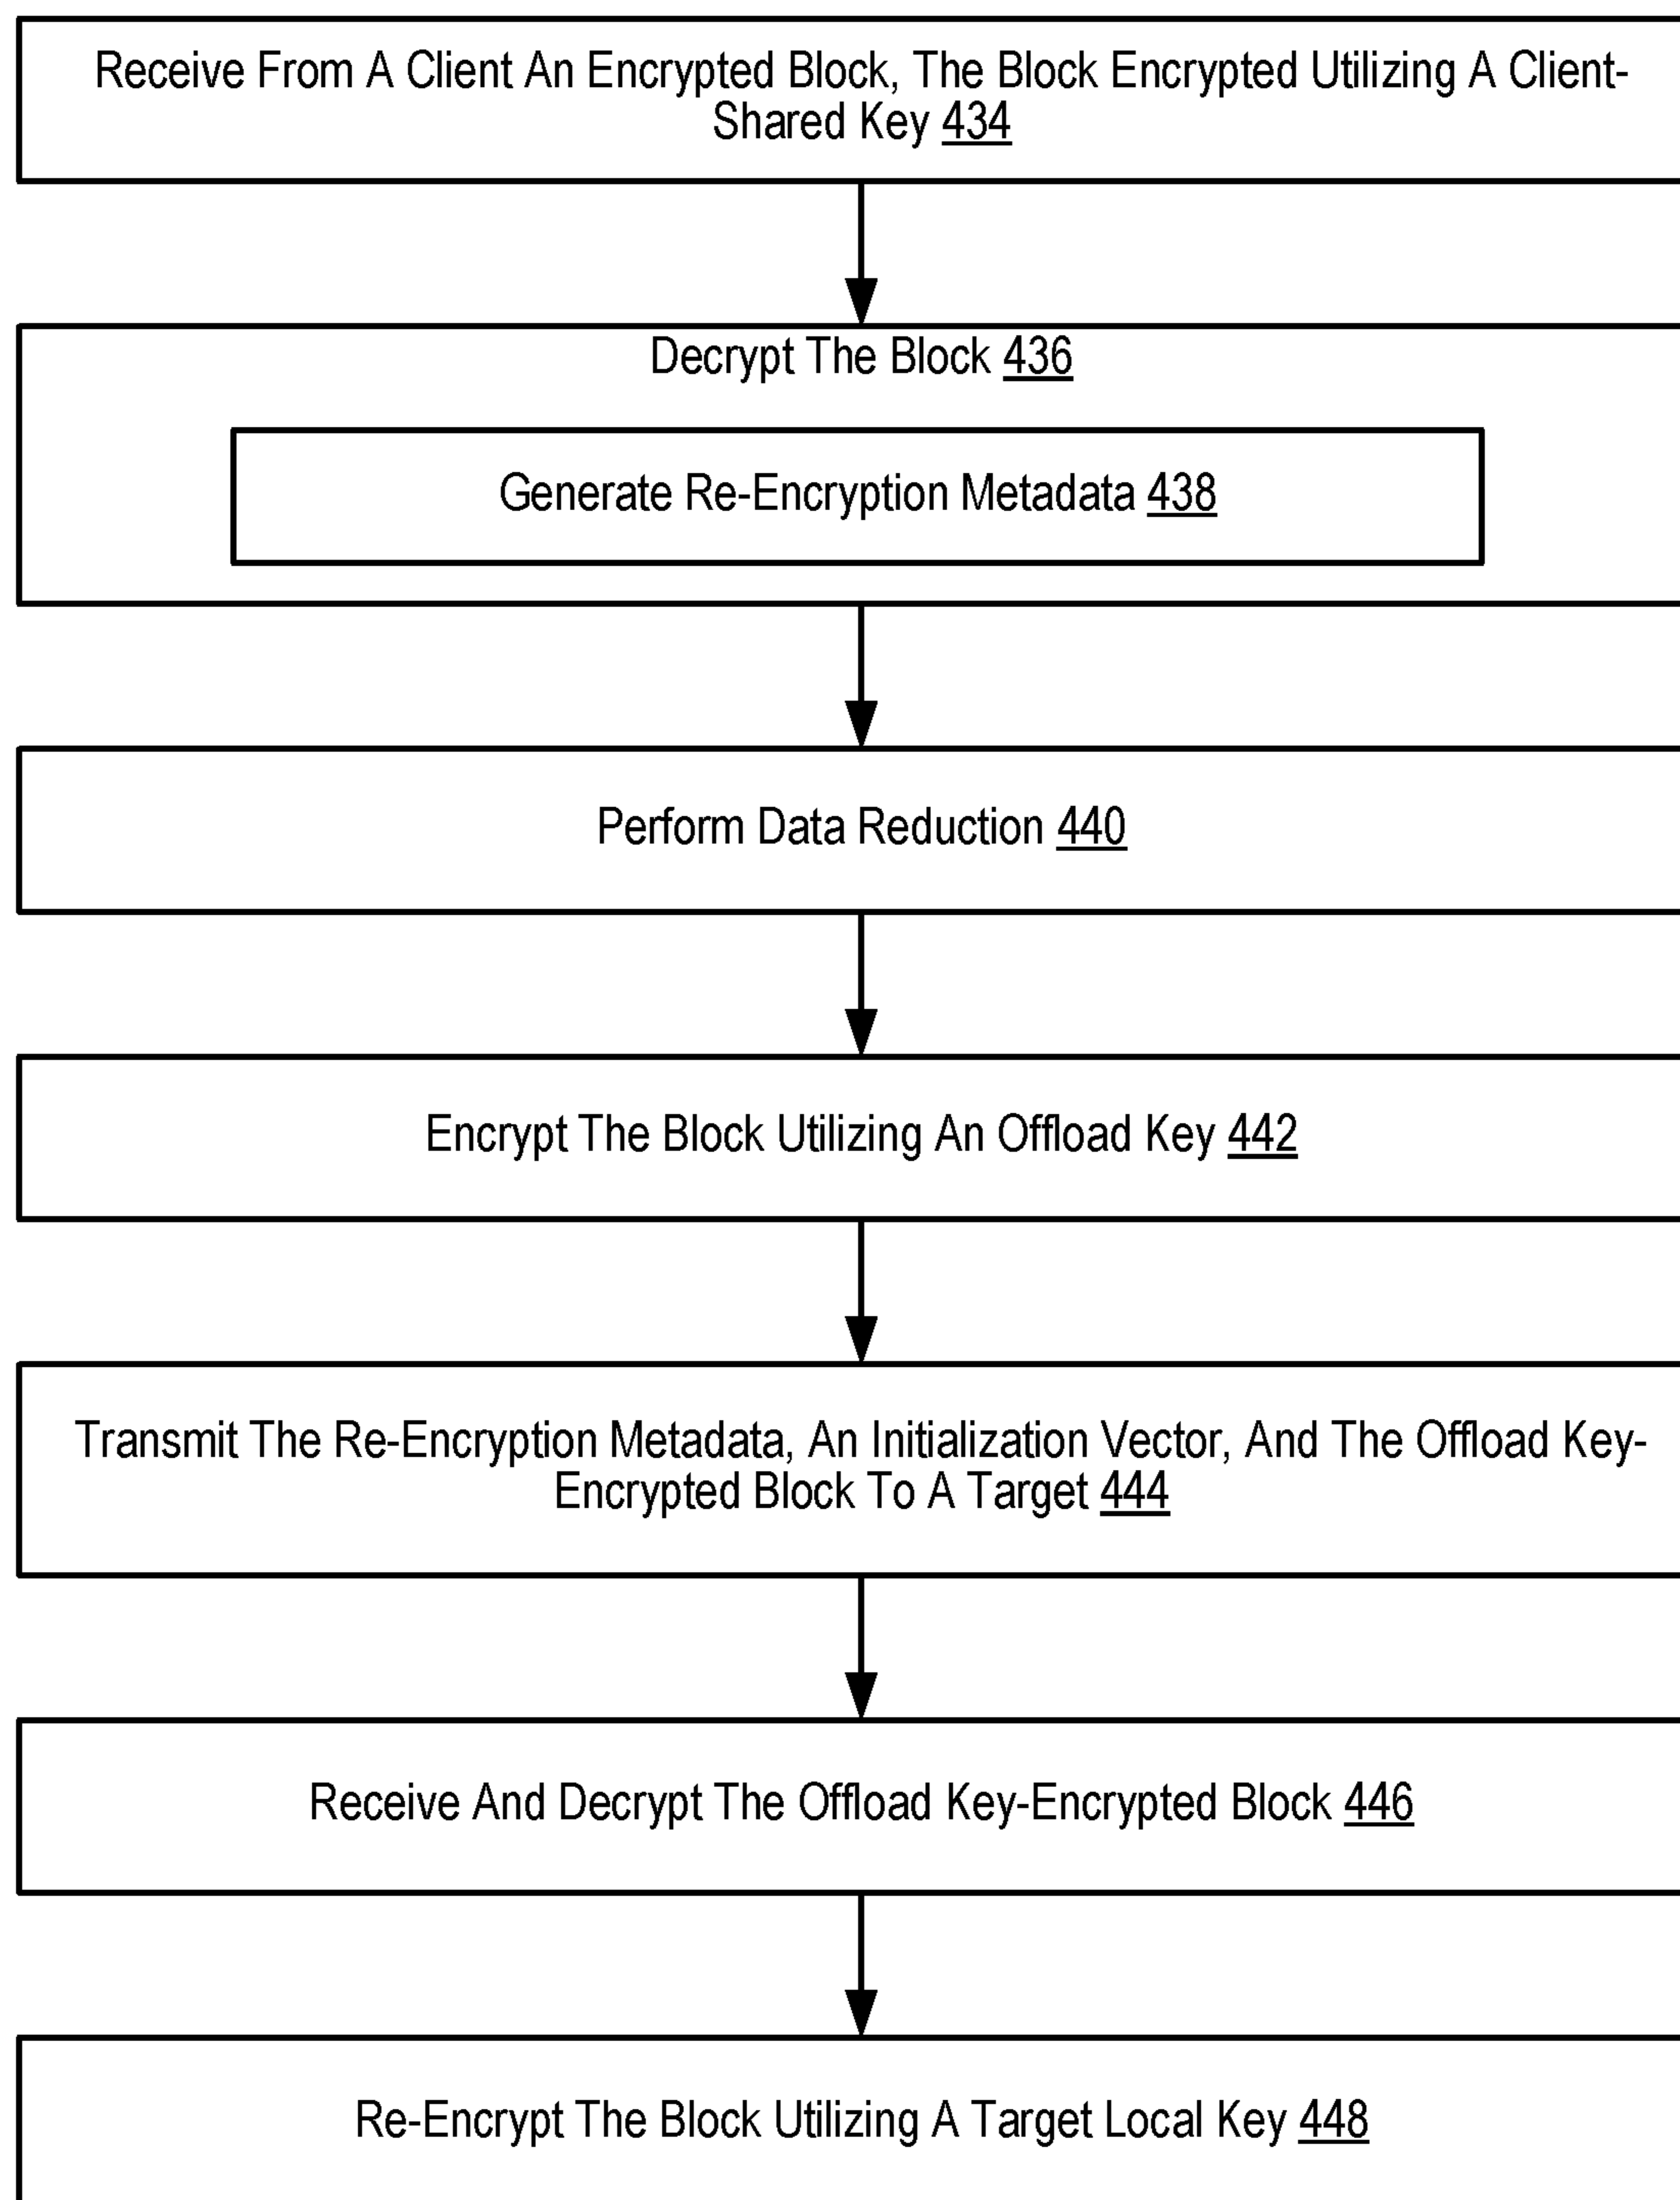 Receive From A Client An Encrypted Block, The Block Encrypted Utilizing A Client-
Shared Key 434
Decrypt The Block 436
Generate Re-Encryption Metadata 438
Perform Data Reduction 440
Encrypt The Block Utilizing An Offload Key 442
Transmit The Re-Encryption Metadata, An Initialization Vector, And The Offload Key-
Encrypted Block To A Target 444
Receive And Decrypt The Offload Key-Encrypted Block 446
Re-Encrypt The Block Utilizing A Target Local Key 448